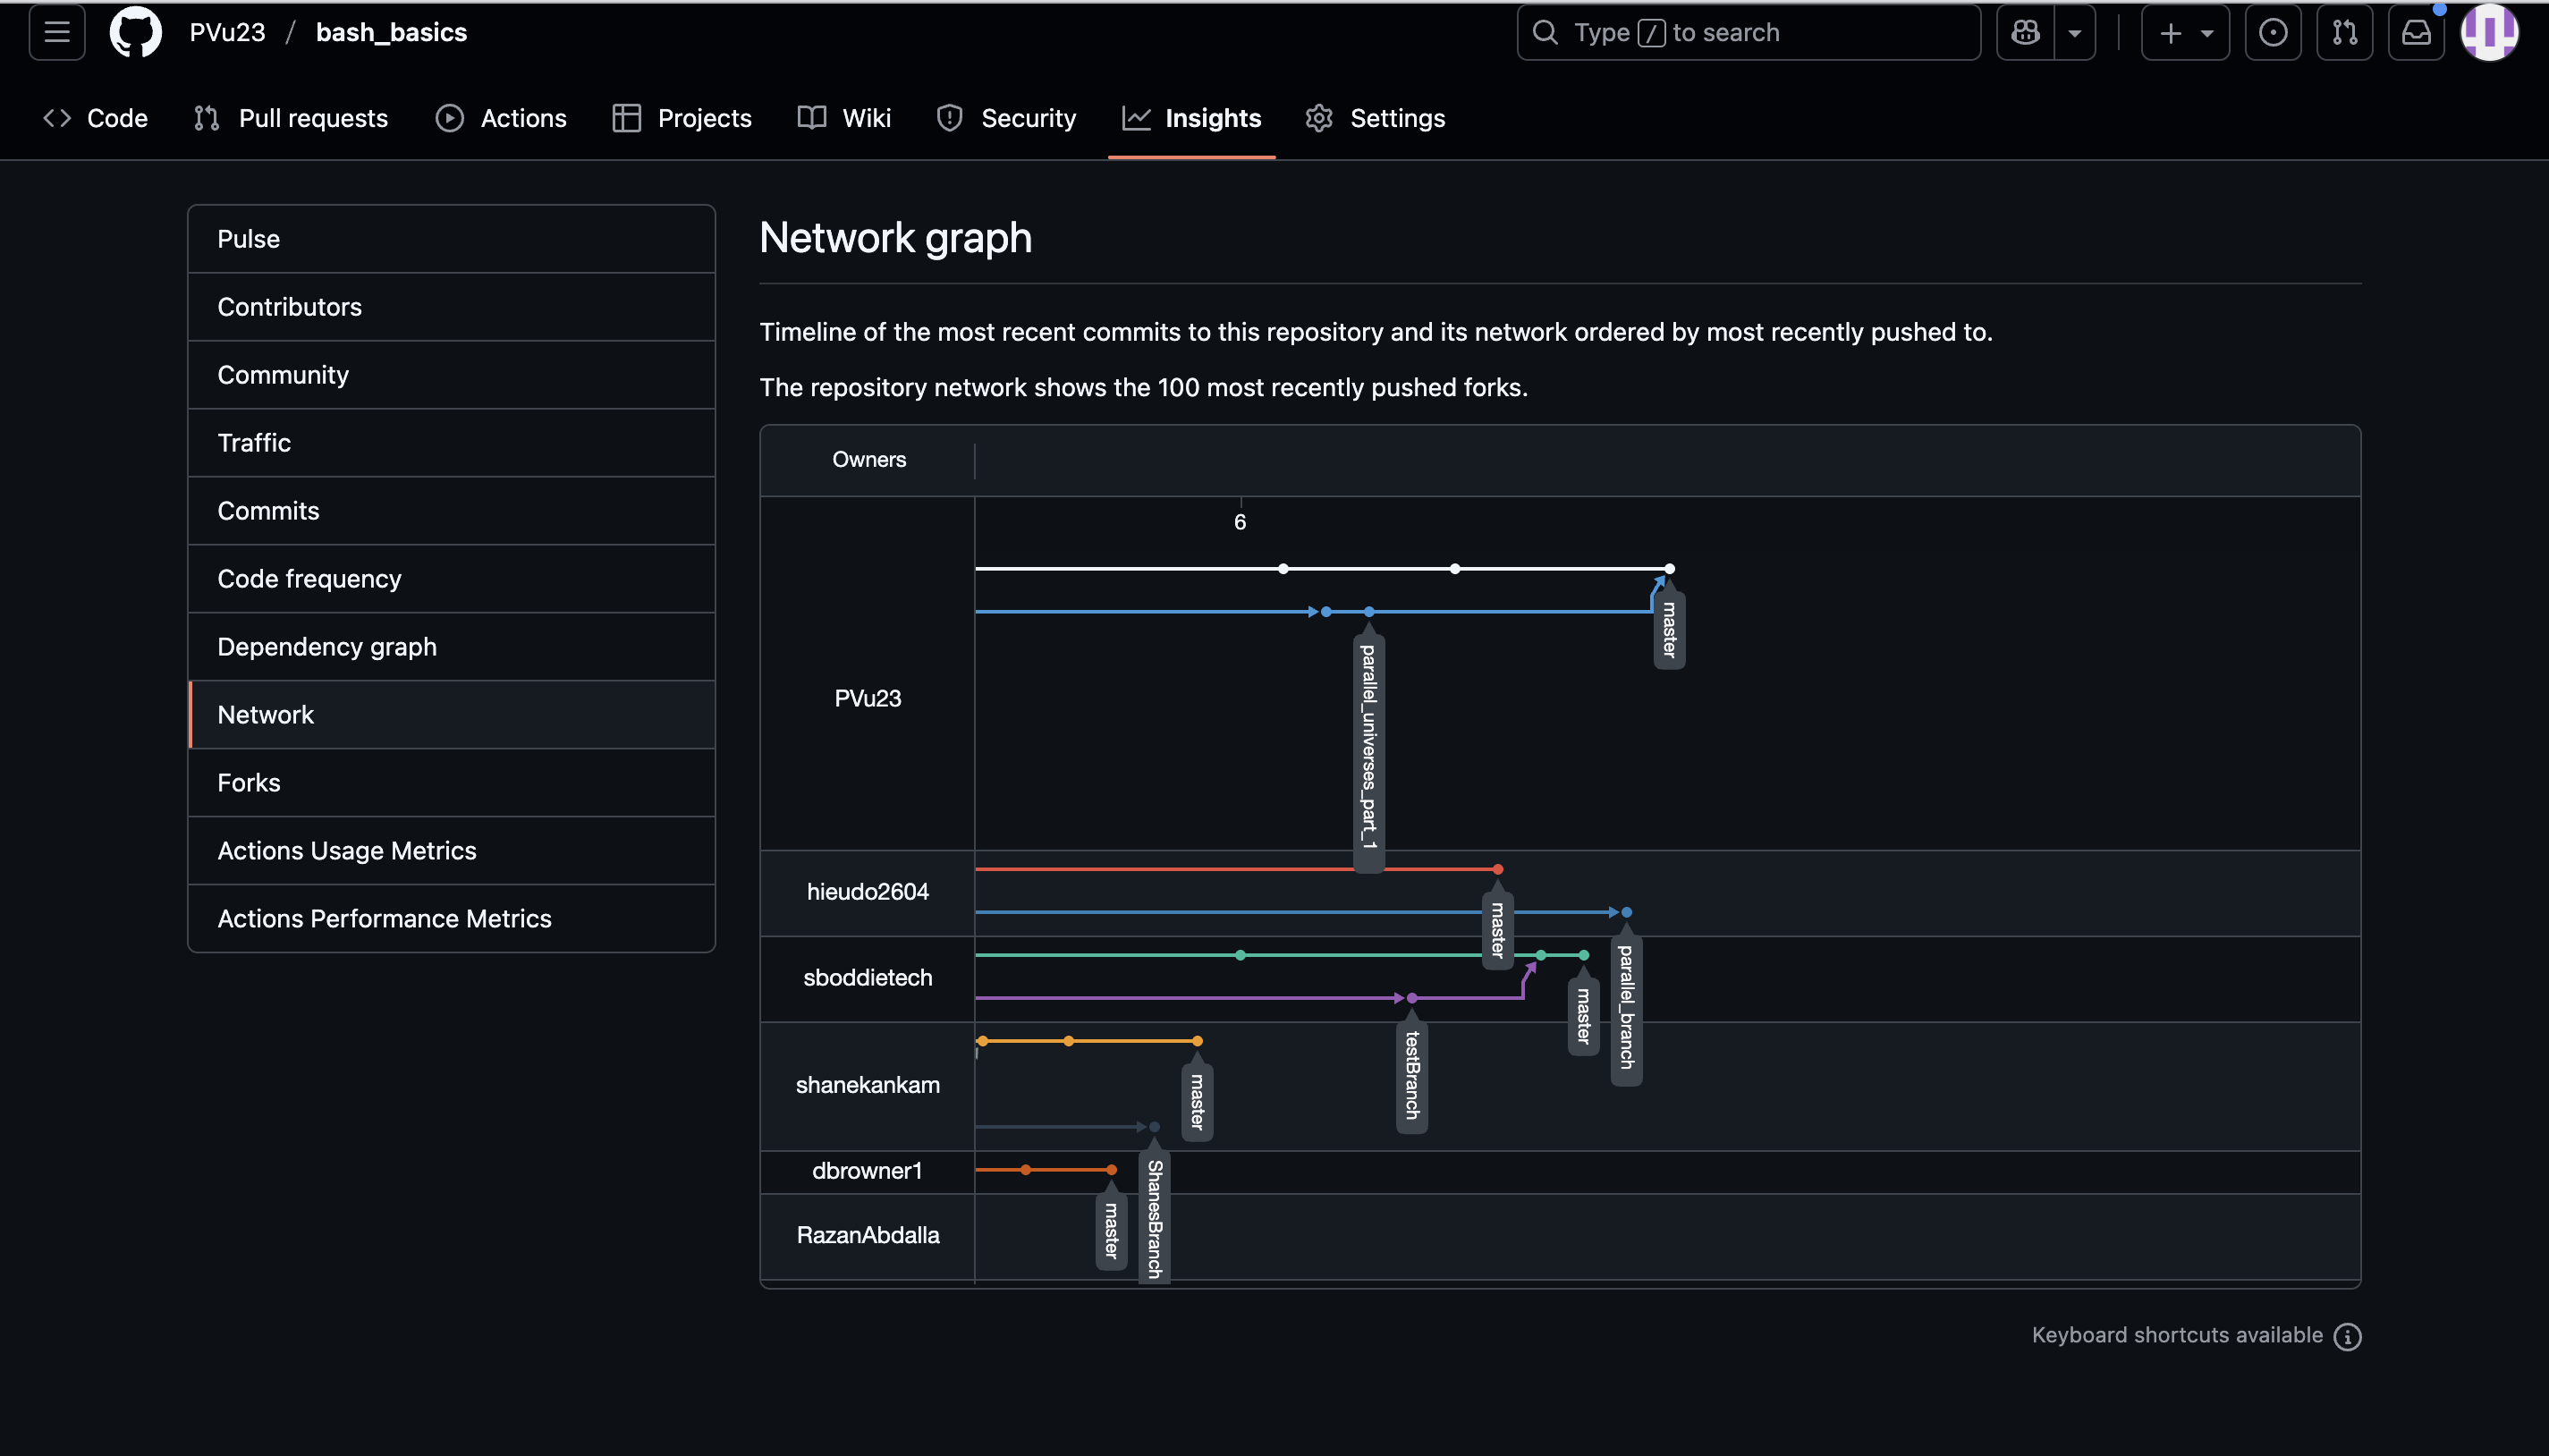 PVu23 / bash_basics
Type / to search
Code
Pull requests
Actions
Projects
Wiki
Security
Insights
Settings
Pulse
Contributors
Community
Traffic
Commits
Code frequency
Dependency graph
Network
Forks
Actions Usage Metrics
Actions Performance Metrics
Network graph
Timeline of the most recent commits to this repository and its network ordered by most recently pushed to.
The repository network shows the 100 most recently pushed forks.
Owners
6
PVu23
master
parallel_universes_part_1
hieudo2604
master
parallel_branch
sboddietech
master
testBranch
shanekankam
master
ShanesBranch
dbrowner1
master
RazanAbdalla
Keyboard shortcuts available